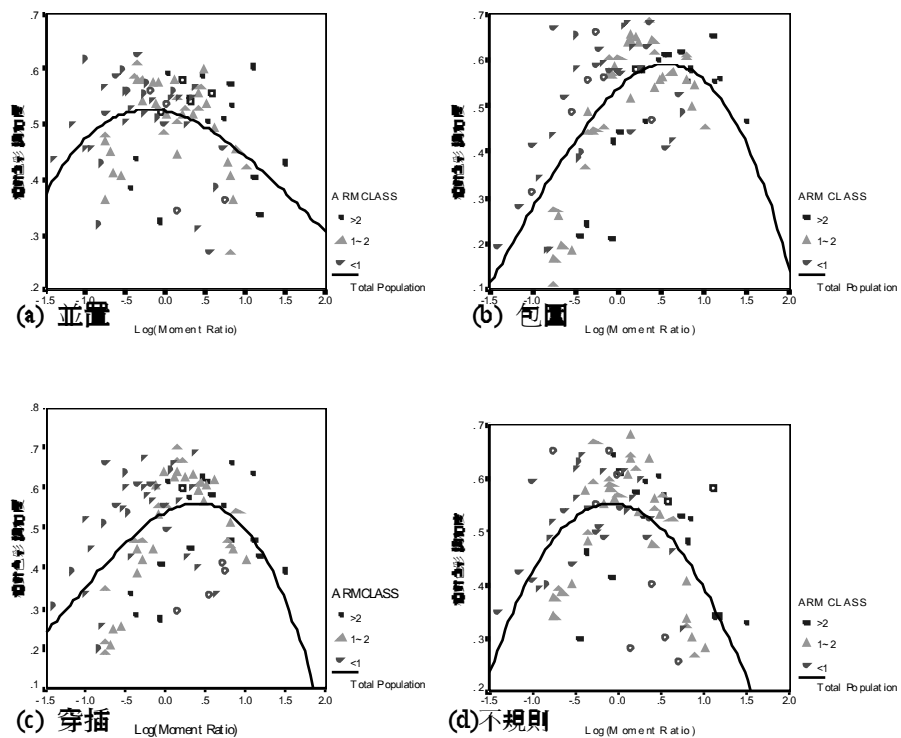 .7
.6
.5
.4
.3
.2
-1.5 -1.0 -.5 0.0 .5 1.0 1.5 2.0
Log(Moment Ratio)
ARMCLASS
>2
1~2
<1
Total Population
(a) 並置
.7
.6
.5
.4
.3
.2
.1
-1.5 -1.0 -.5 0.0 .5 1.0 1.5 2.0
Log(Moment Ratio)
ARM CLASS
>2
1~2
<1
Total Population
(b) 包圍
.8
.7
.6
.5
.4
.3
.2
.1
-1.5 -1.0 -.5 0.0 .5 1.0 1.5 2.0
Log(Moment Ratio)
ARMCLASS
>2
1~2
<1
Total Population
(c) 穿插
.7
.6
.5
.4
.3
.2
-1.5 -1.0 -.5 0.0 .5 1.0 1.5 2.0
Log(Moment Ratio)
ARM CLASS
>2
1~2
<1
Total Population
(d)不規則